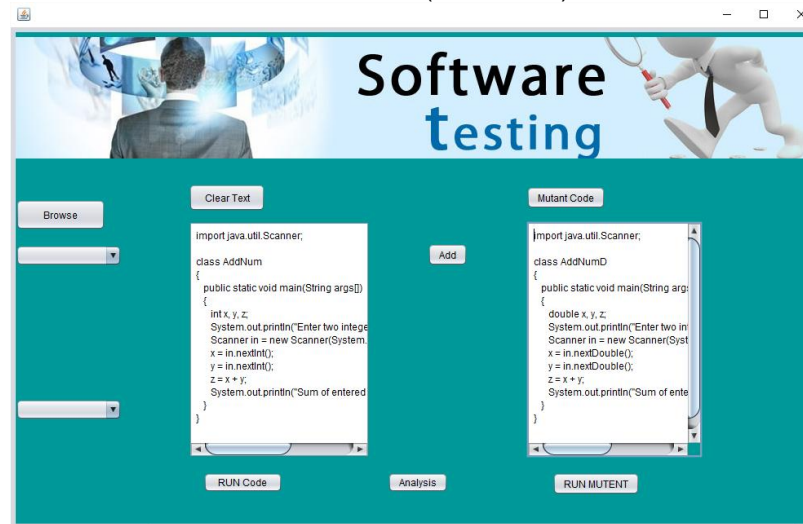 Software
testing
Clear Text
Mutant Code
Browse
Add
import java.util.Scanner;
class AddNum
{
public static void main(String args[])
{
int x, y, z;
System.out.println("Enter two intege
Scanner in = new Scanner(System.
x = in.nextInt();
y = in.nextInt();
z = x + y;
System.out.println("Sum of entered
}
}
import java.util.Scanner;
class AddNumD
{
public static void main(String args
{
double x, y, z;
System.out.println("Enter two in
Scanner in = new Scanner(Syst
x = in.nextDouble();
y = in.nextDouble();
z = x + y;
System.out.println("Sum of ente
}
}
RUN Code
Analysis
RUN MUTENT